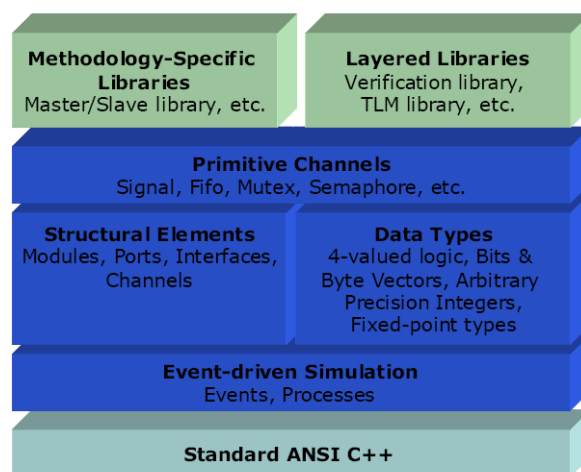 Methodology-Specific
Libraries
Master/Slave library, etc.
Layered Libraries
Verification library,
TLM library, etc.
Primitive Channels
Signal, Fifo, Mutex, Semaphore, etc.
Structural Elements
Modules, Ports, Interfaces,
Channels
Data Types
4-valued logic, Bits &
Byte Vectors, Arbitrary
Precision Integers,
Fixed-point types
Event-driven Simulation
Events, Processes
Standard ANSI C++